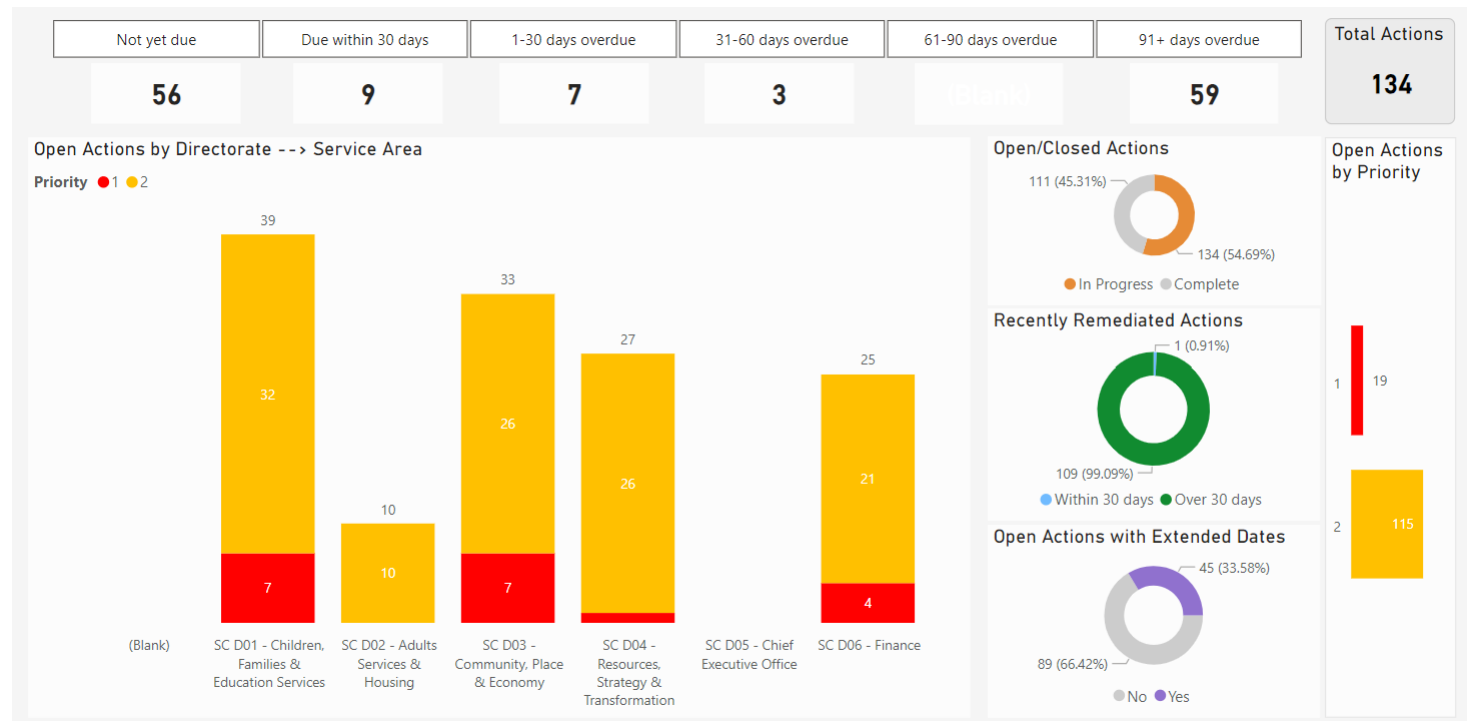 Not yet due
Due within 30 days
1-30 days overdue
31-60 days overdue
61-90 days overdue
91+ days overdue
Total Actions
56
9
7
3
(Blank)
59
134
Open Actions by Directorate --> Service Area
Priority 1 2
39
32
7
10
10
33
26
7
27
26
25
21
4
(Blank)
SC D01 - Children,
Families &
Education Services
SC D02 - Adults
Services &
Housing
SC D03 -
Community, Place
& Economy
SC D04 -
Resources,
Strategy &
Transformation
SC D05 - Chief
Executive Office
SC D06 - Finance
Open/Closed Actions
111 (45.31%)
134 (54.69%)
In Progress Complete
Recently Remediated Actions
1 (0.91%)
109 (99.09%)
Within 30 days Over 30 days
Open Actions with Extended Dates
45 (33.58%)
89 (66.42%)
No Yes
Open Actions
by Priority
1
19
2
115